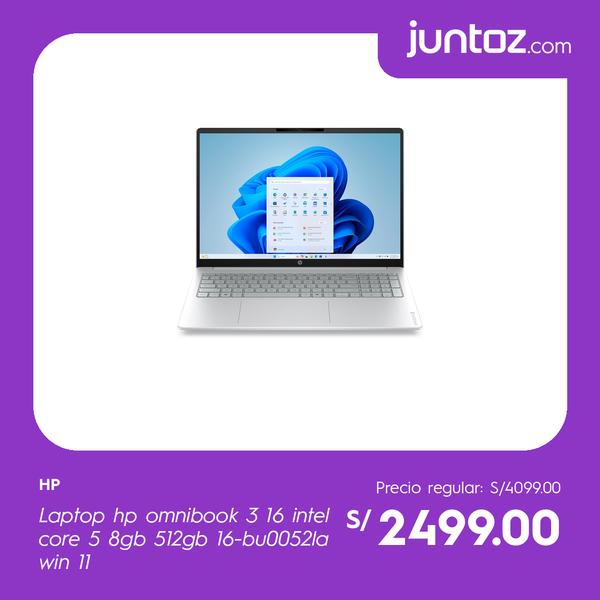 juntoz.com
HP
Laptop hp omnibook 3 16 intel
core 5 8gb 512gb 16-bu0052la
win 11
Precio regular: S/4099.00
S/ 2499.00